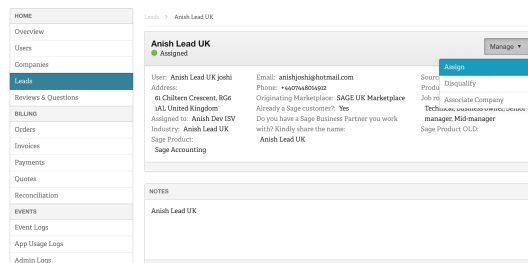 HOME
Overview
Users
Companies
Leads
Reviews & Questions
BILLING
Orders
Invoices
Payments
Quotes
Reconciliation
EVENTS
Event Logs
App Usage Logs
Admin Logs
Leads > Anish Lead UK
Anish Lead UK
Assigned
Manage ▼
Assign
Disqualify
Associate Company
User: Anish Lead UK joshi
Address:
61 Chiltern Crescent, RG6
1AL United Kingdom
Assigned to: Anish Dev ISV
Industry: Anish Lead UK
Sage Product:
Sage Accounting
Email: anishjoshi@hotmail.com
Phone: +4407448014912
Originating Marketplace: SAGE UK Marketplace
Already a Sage customer?: Yes
Do you have a Sage Business Partner you work
with? Kindly share the name:
Anish Lead UK
Sourc
Produ
Job ro
Technical, Business owner, Senior
manager, Mid-manager
Sage Product OLD:
NOTES
Anish Lead UK